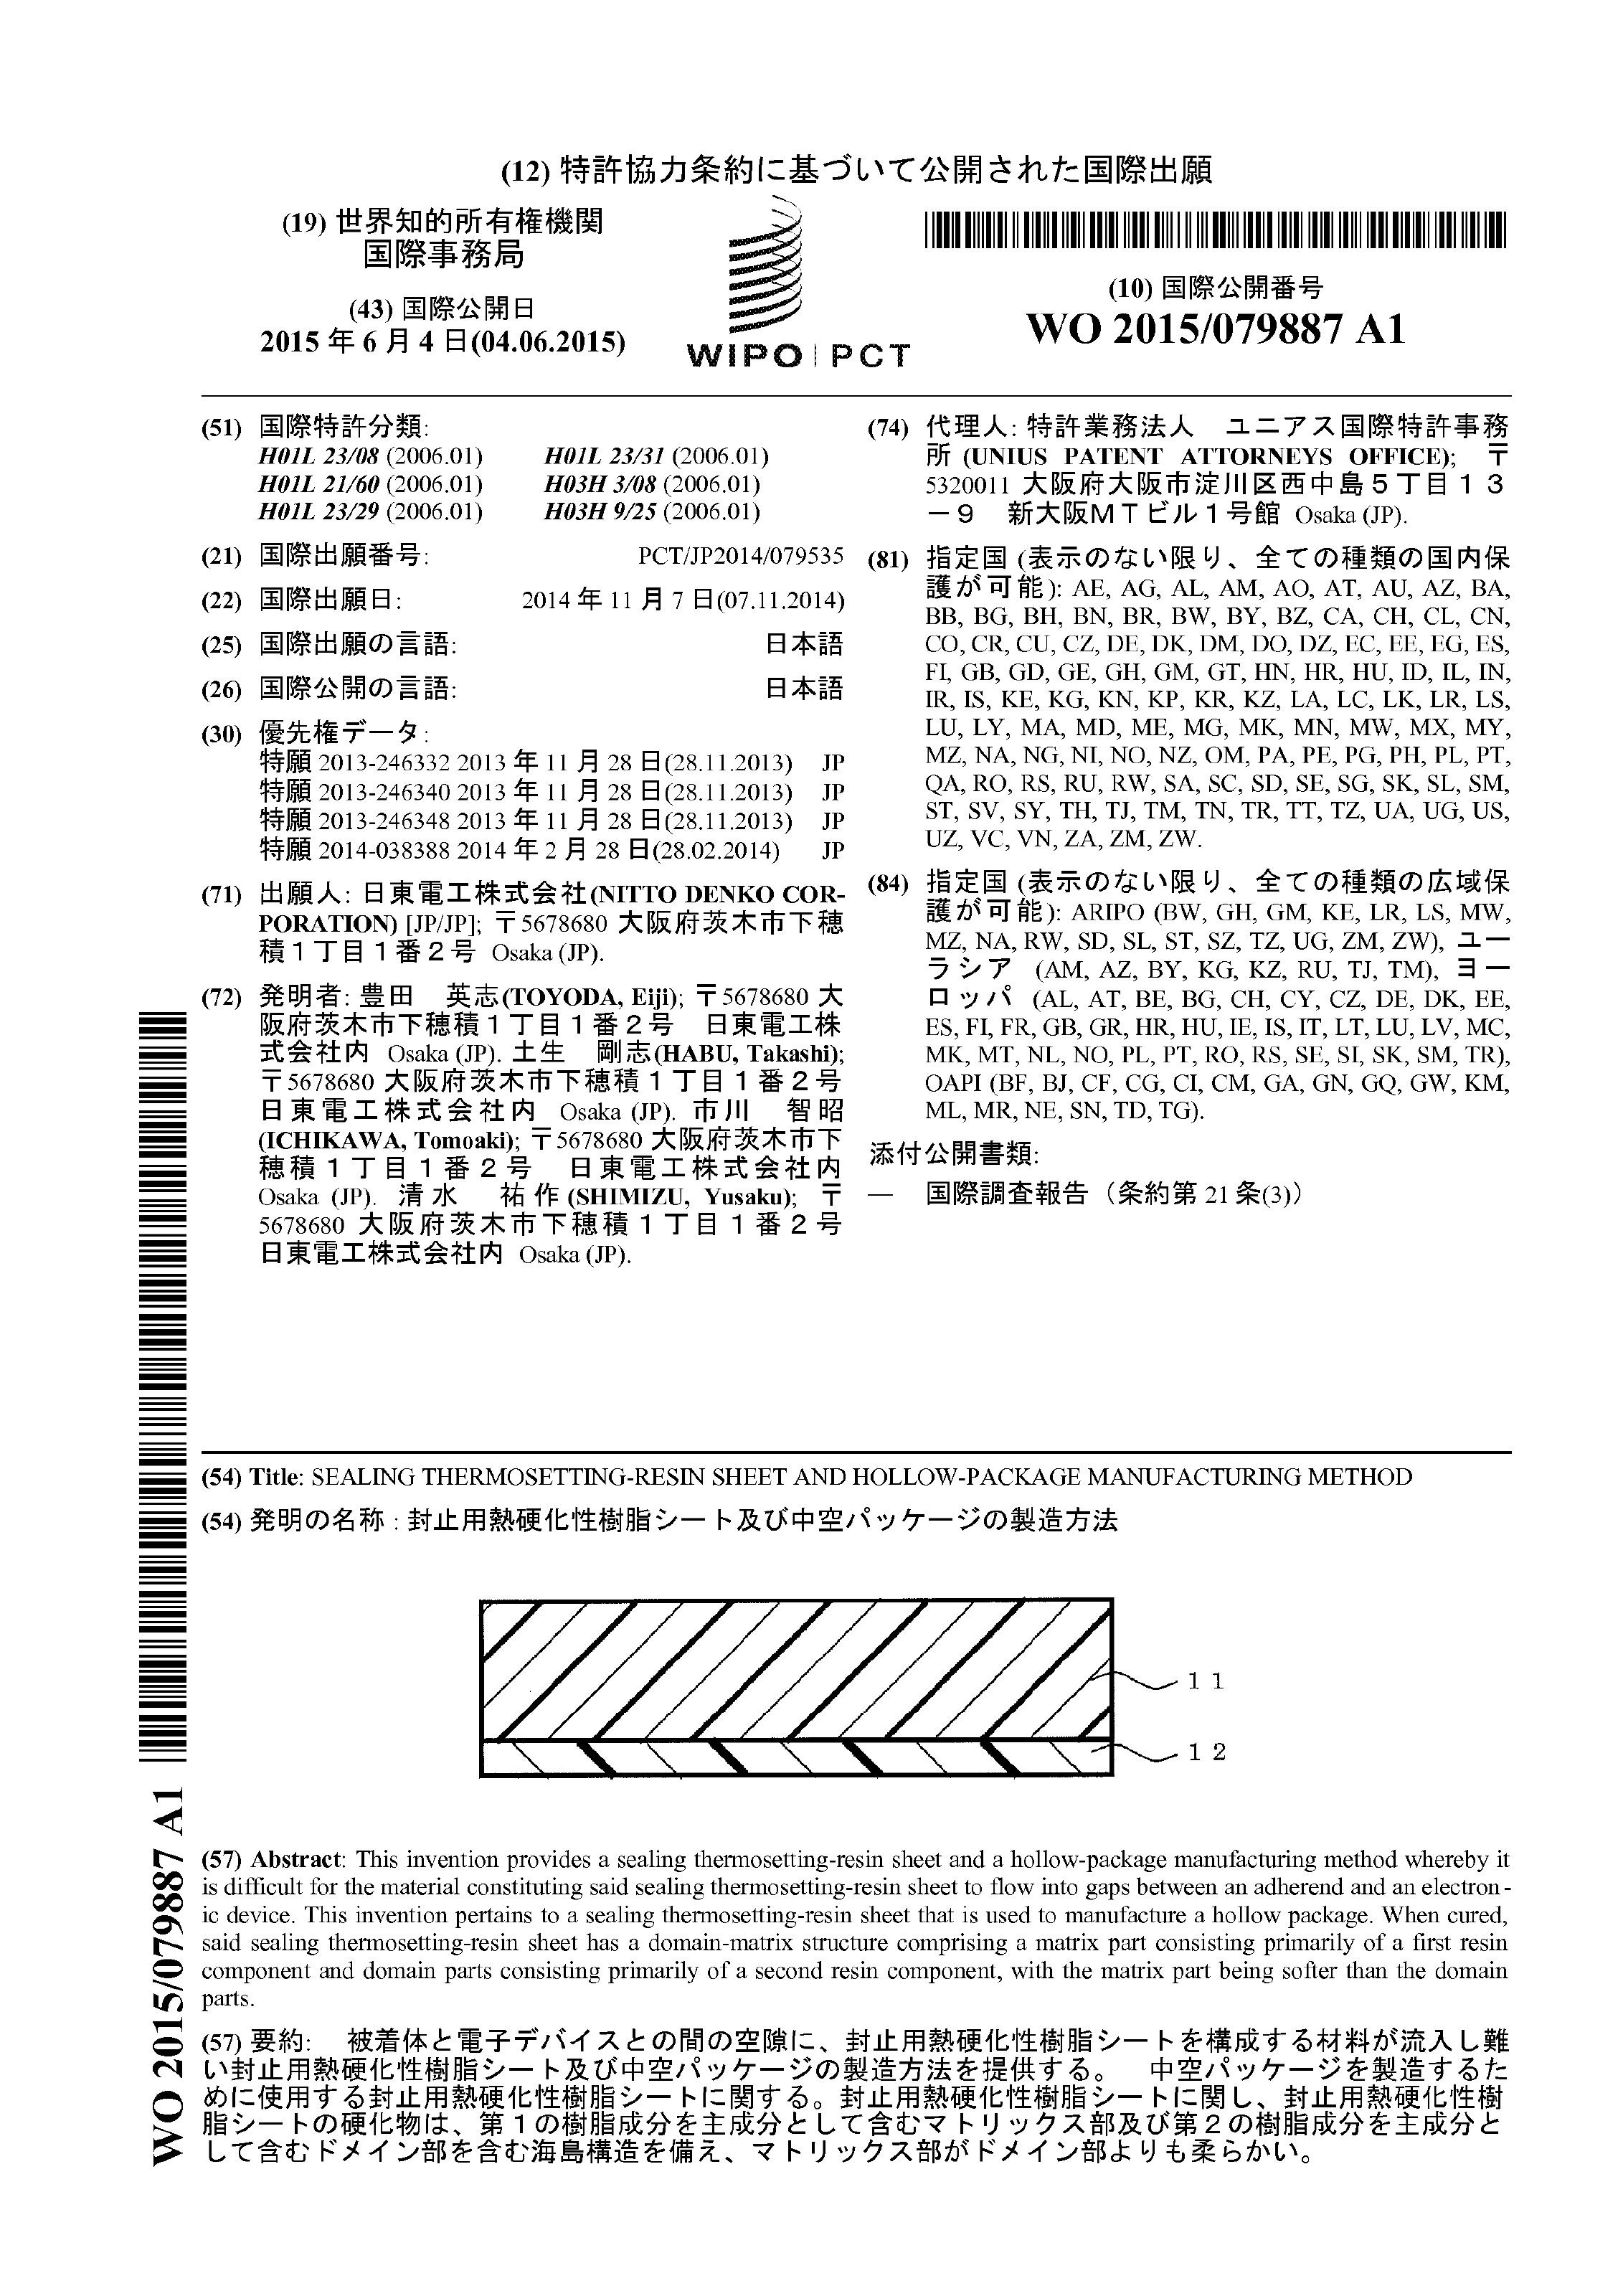 (12) 特許協力条約に基づいて公開された国際出願
(19) 世界知的所有権機関
国際事務局
(43) 国際公開日
2015 年 6 月 4 日(04.06.2015)
WIPO | PCT
(10) 国際公開番号
WO 2015/079887 A1
(51) 国際特許分類:
H01L 23/08 (2006.01) H01L 23/31 (2006.01)
H01L 21/60 (2006.01) H03H 3/08 (2006.01)
H01L 23/29 (2006.01) H03H 9/25 (2006.01)
(21) 国際出願番号: PCT/JP2014/079535
(22) 国際出願日: 2014 年 11 月 7 日(07.11.2014)
(25) 国際出願の言語: 日本語
(26) 国際公開の言語: 日本語
(30) 優先権データ:
特願 2013-246332 2013 年 11 月 28 日(28.11.2013) JP
特願 2013-246340 2013 年 11 月 28 日(28.11.2013) JP
特願 2013-246348 2013 年 11 月 28 日(28.11.2013) JP
特願 2014-038388 2014 年 2 月 28 日(28.02.2014) JP
(71) 出願人: 日東電工株式会社(NITTO DENKO COR-
PORATION) [JP/JP]; 〒5678680 大阪府茨木市下穂
積1丁目1番2号 Osaka (JP).
(72) 発明者: 豊田 英志(TOYODA, Eiji); 〒5678680 大
阪府茨木市下穂積1丁目1番2号 日東電工株
式会社内 Osaka (JP). 土生 剛志(HABU, Takashi);
〒5678680 大阪府茨木市下穂積1丁目1番2号
日東電工株式会社内 Osaka (JP). 市川 智昭
(ICHIKAWA, Tomoaki); 〒5678680 大阪府茨木市下
穂積1丁目1番2号 日東電工株式会社内
Osaka (JP). 清水 祐作(SHIMIZU, Yusaku); 〒
5678680 大阪府茨木市下穂積1丁目1番2号
日東電工株式会社内 Osaka (JP).
(74) 代理人: 特許業務法人 ユニアス国際特許事務
所 (UNIUS PATENT ATTORNEYS OFFICE); 〒
5320011 大阪府大阪市淀川区西中島5丁目13
－9 新大阪MTビル1号館 Osaka (JP).
(81) 指定国 (表示のない限り、全ての種類の国内保
護が可能): AE, AG, AL, AM, AO, AT, AU, AZ, BA,
BB, BG, BH, BN, BR, BW, BY, BZ, CA, CH, CL, CN,
CO, CR, CU, CZ, DE, DK, DM, DO, DZ, EC, EE, EG, ES,
FI, GB, GD, GE, GH, GM, GT, HN, HR, HU, ID, IL, IN,
IR, IS, KE, KG, KN, KP, KR, KZ, LA, LC, LK, LR, LS,
LU, LY, MA, MD, ME, MG, MK, MN, MW, MX, MY,
MZ, NA, NG, NI, NO, NZ, OM, PA, PE, PG, PH, PL, PT,
QA, RO, RS, RU, RW, SA, SC, SD, SE, SG, SK, SL, SM,
ST, SV, SY, TH, TJ, TM, TN, TR, TT, TZ, UA, UG, US,
UZ, VC, VN, ZA, ZM, ZW.
(84) 指定国 (表示のない限り、全ての種類の広域保
護が可能): ARIPO (BW, GH, GM, KE, LR, LS, MW,
MZ, NA, RW, SD, SL, ST, SZ, TZ, UG, ZM, ZW), ユー
ラシア (AM, AZ, BY, KG, KZ, RU, TJ, TM), ヨー
ロッパ (AL, AT, BE, BG, CH, CY, CZ, DE, DK, EE,
ES, FI, FR, GB, GR, HR, HU, IE, IS, IT, LT, LU, LV, MC,
MK, MT, NL, NO, PL, PT, RO, RS, SE, SI, SK, SM, TR),
OAPI (BF, BJ, CF, CG, CI, CM, GA, GN, GQ, GW, KM,
ML, MR, NE, SN, TD, TG).
添付公開書類:
— 国際調査報告 (条約第 21 条(3))
(54) Title: SEALING THERMOSETTING-RESIN SHEET AND HOLLOW-PACKAGE MANUFACTURING METHOD
(54) 発明の名称 : 封止用熱硬化性樹脂シート及び中空パッケージの製造方法
11
12
(57) Abstract: This invention provides a sealing thermosetting-resin sheet and a hollow-package manufacturing method whereby it
is difficult for the material constituting said sealing thermosetting-resin sheet to flow into gaps between an adherend and an electron-
ic device. This invention pertains to a sealing thermosetting-resin sheet that is used to manufacture a hollow package. When cured,
said sealing thermosetting-resin sheet has a domain-matrix structure comprising a matrix part consisting primarily of a first resin
component and domain parts consisting primarily of a second resin component, with the matrix part being softer than the domain
parts.
(57) 要約: 被着体と電子デバイスとの間の空隙に、封止用熱硬化性樹脂シートを構成する材料が流入し難
い封止用熱硬化性樹脂シート及び中空パッケージの製造方法を提供する。 中空パッケージを製造するた
めに使用する封止用熱硬化性樹脂シートに関する。封止用熱硬化性樹脂シートに関し、封止用熱硬化性樹
脂シートの硬化物は、第1の樹脂成分を主成分として含むマトリックス部及び第2の樹脂成分を主成分と
して含むドメイン部を含む海島構造を備え、マトリックス部がドメイン部よりも柔らかい。
WO 2015/079887 A1